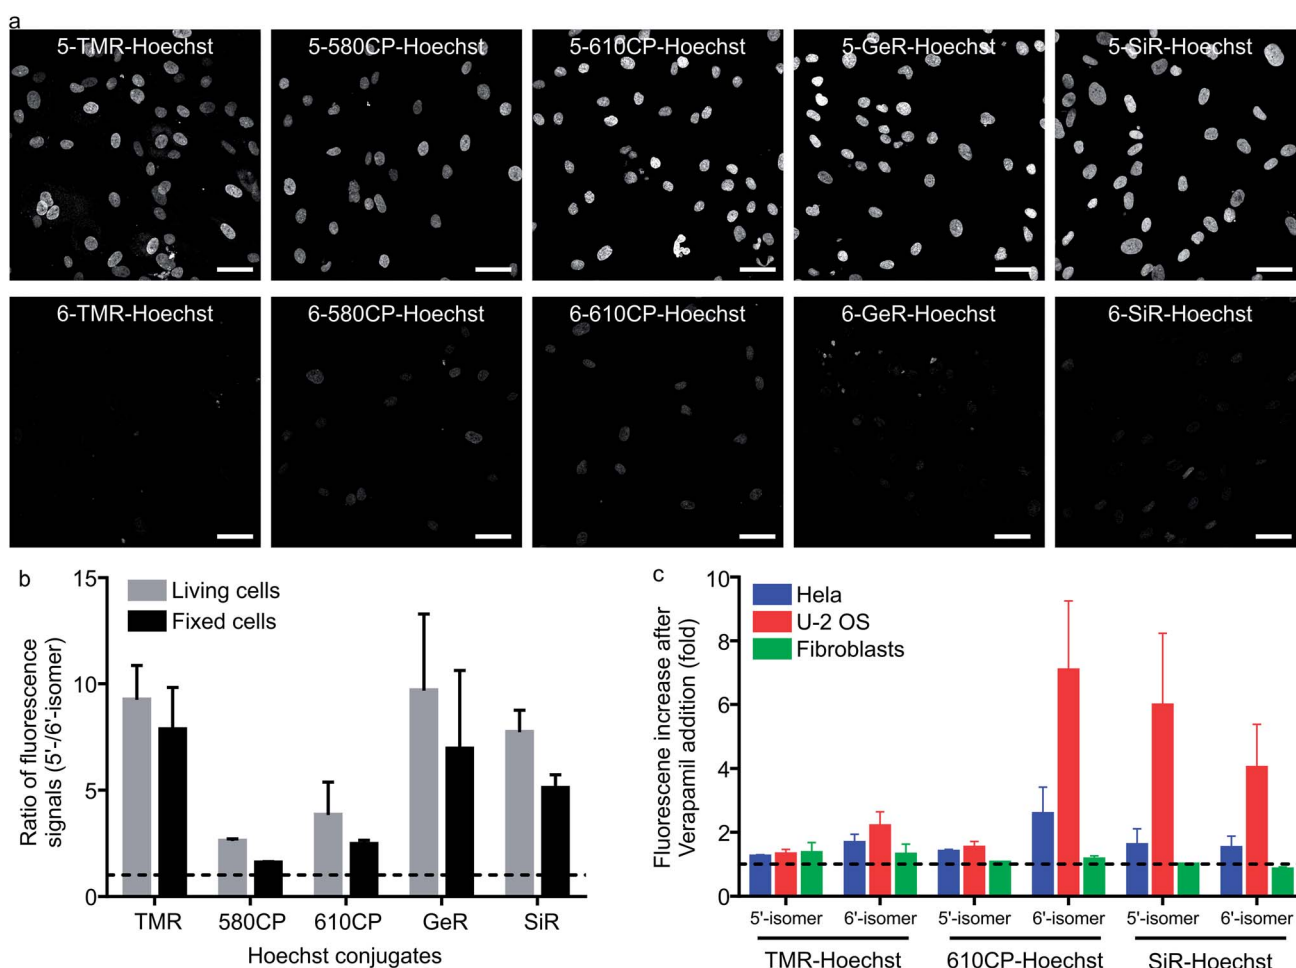 a
5-TMR-Hoechst
5-580CP-Hoechst
5-610CP-Hoechst
5-GeR-Hoechst
5-SiR-Hoechst
6-TMR-Hoechst
6-580CP-Hoechst
6-610CP-Hoechst
6-GeR-Hoechst
6-SiR-Hoechst
b
Ratio of fluorescence
signals (5'-/6'-isomer)
15
10
5
0
Living cells
Fixed cells
TMR
580CP
610CP
GeR
SiR
Hoechst conjugates
c
Fluorescene increase after
Verapamil addition (fold)
10
8
6
4
2
0
Hela
U-2 OS
Fibroblasts
5'-isomer
6'-isomer
5'-isomer
6'-isomer
5'-isomer
6'-isomer
TMR-Hoechst
610CP-Hoechst
SiR-Hoechst